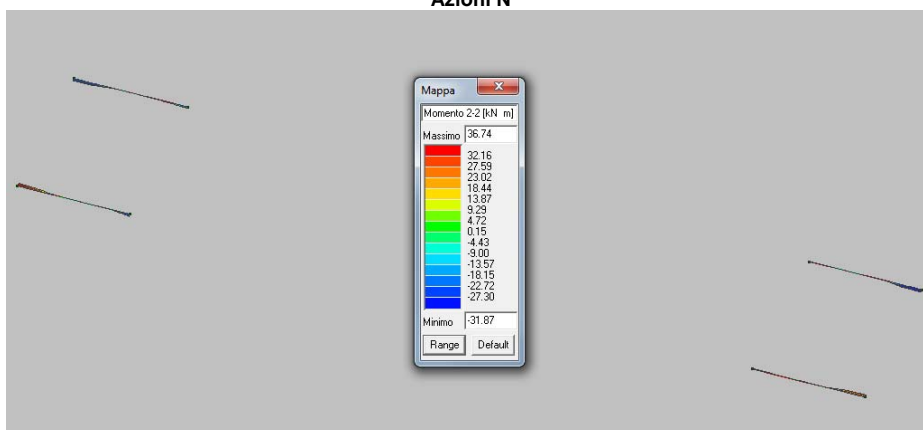 Azioni N
Mappa
Momento 2-2 [kN m]
Massimo 36.74
32.16
27.59
23.02
18.44
13.87
9.29
4.72
0.15
-4.43
-9.00
-13.57
-18.15
-22.72
-27.30
Minimo -31.87
Range Default